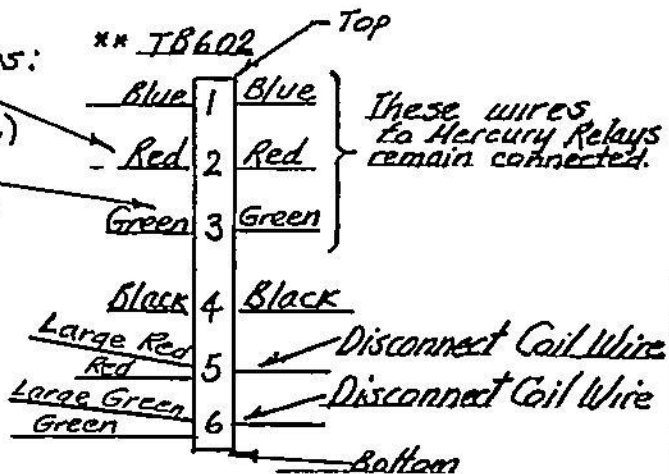 ** TB602
Top
Blue 1 Blue
Red 2 Red
Green 3 Green
These wires
to Mercury Relays
remain connected.
Black 4 Black
Large Red
Red 5 Disconnect Coil Wire
Large Green
Green 6 Disconnect Coil Wire
Bottom